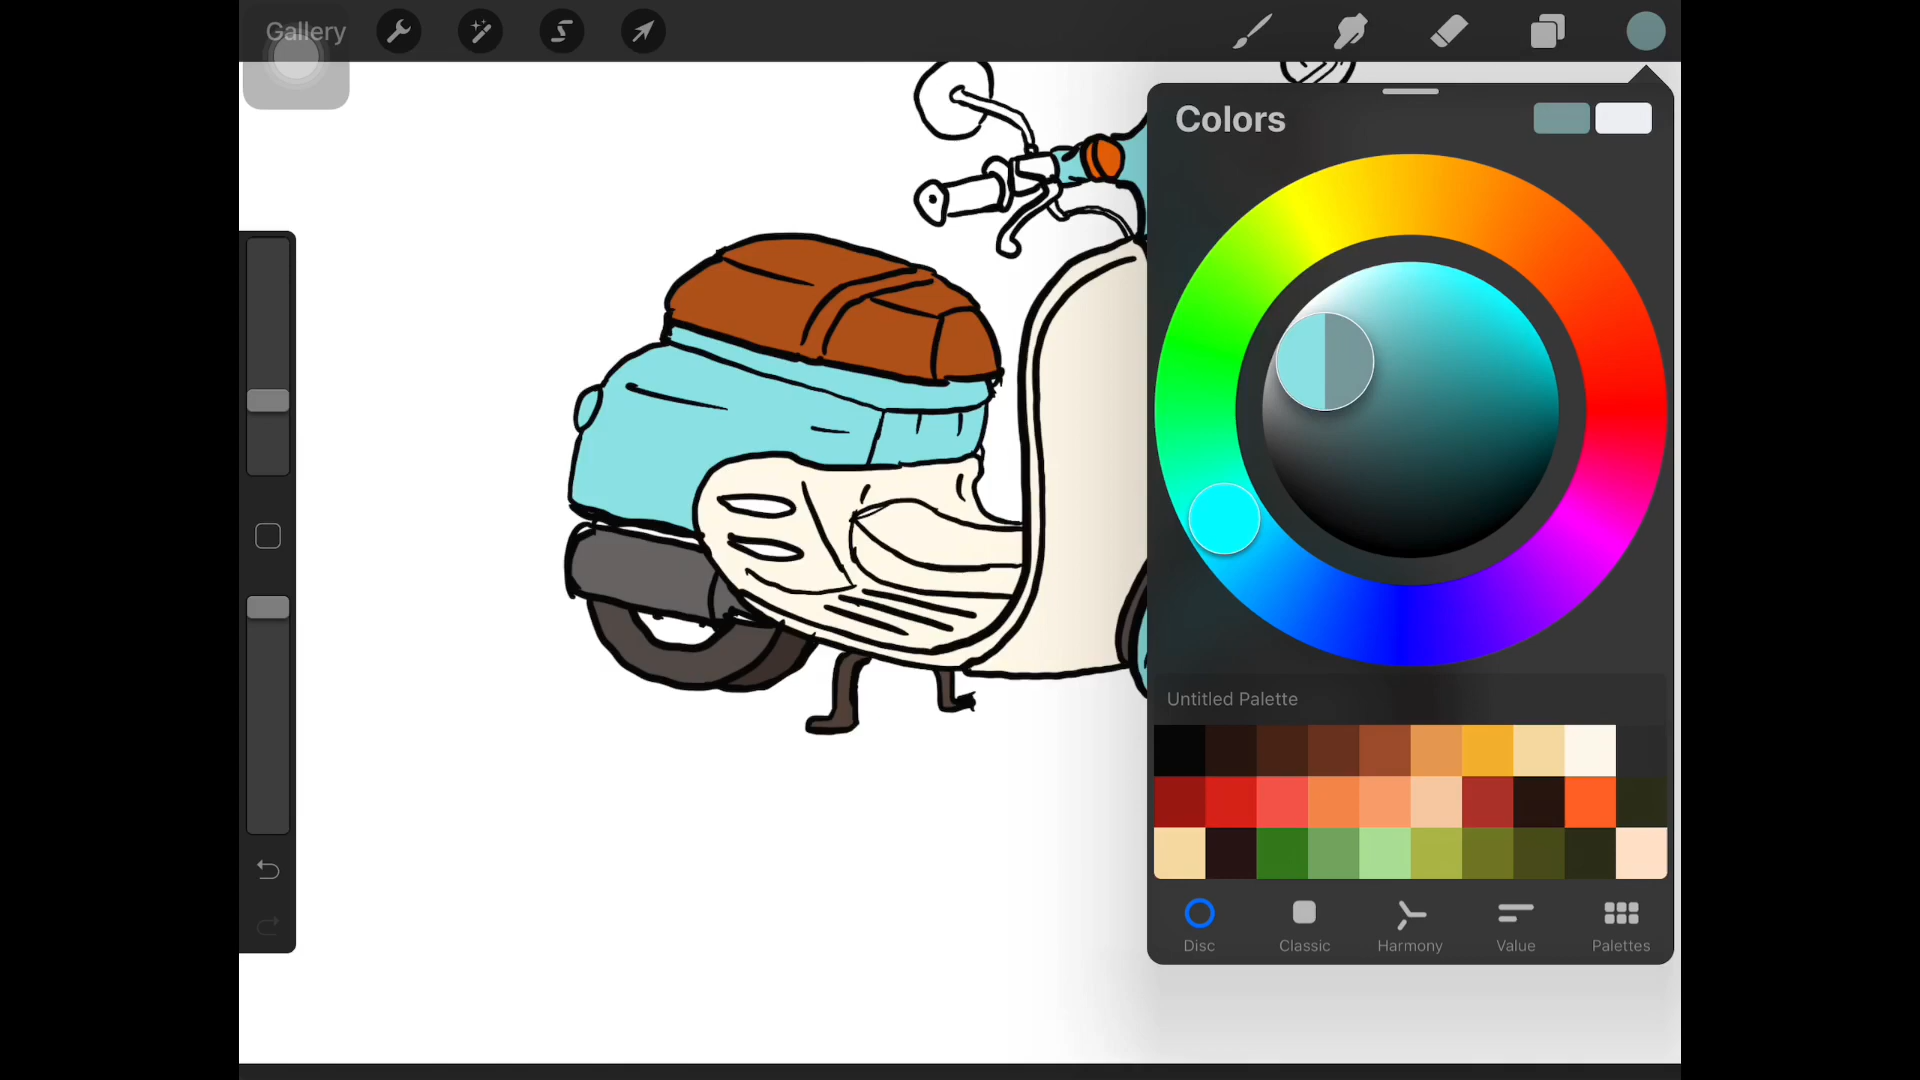 Gallery
Colors
Untitled Palette
Disc
Classic
Harmony
Value
Palettes